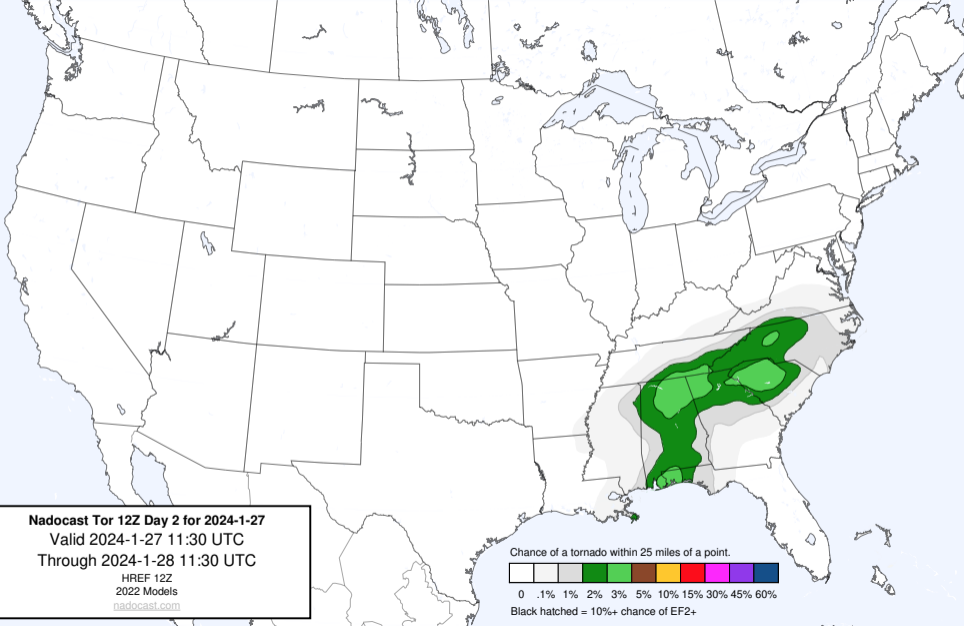 Nadocast Tor 12Z Day 2 for 2024-1-27
Valid 2024-1-27 11:30 UTC
Through 2024-1-28 11:30 UTC
HREF 12Z
2022 Models
nadocast.com
Chance of a tornado within 25 miles of a point.
0 .1% 1% 2% 3% 5% 10% 15% 30% 45% 60%
Black hatched = 10%+ chance of EF2+